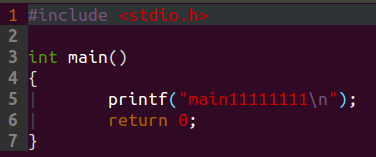 1 #include <stdio.h>
2
3 int main()
4 {
5 |       printf("main11111111\n");
6 |       return 0;
7 }